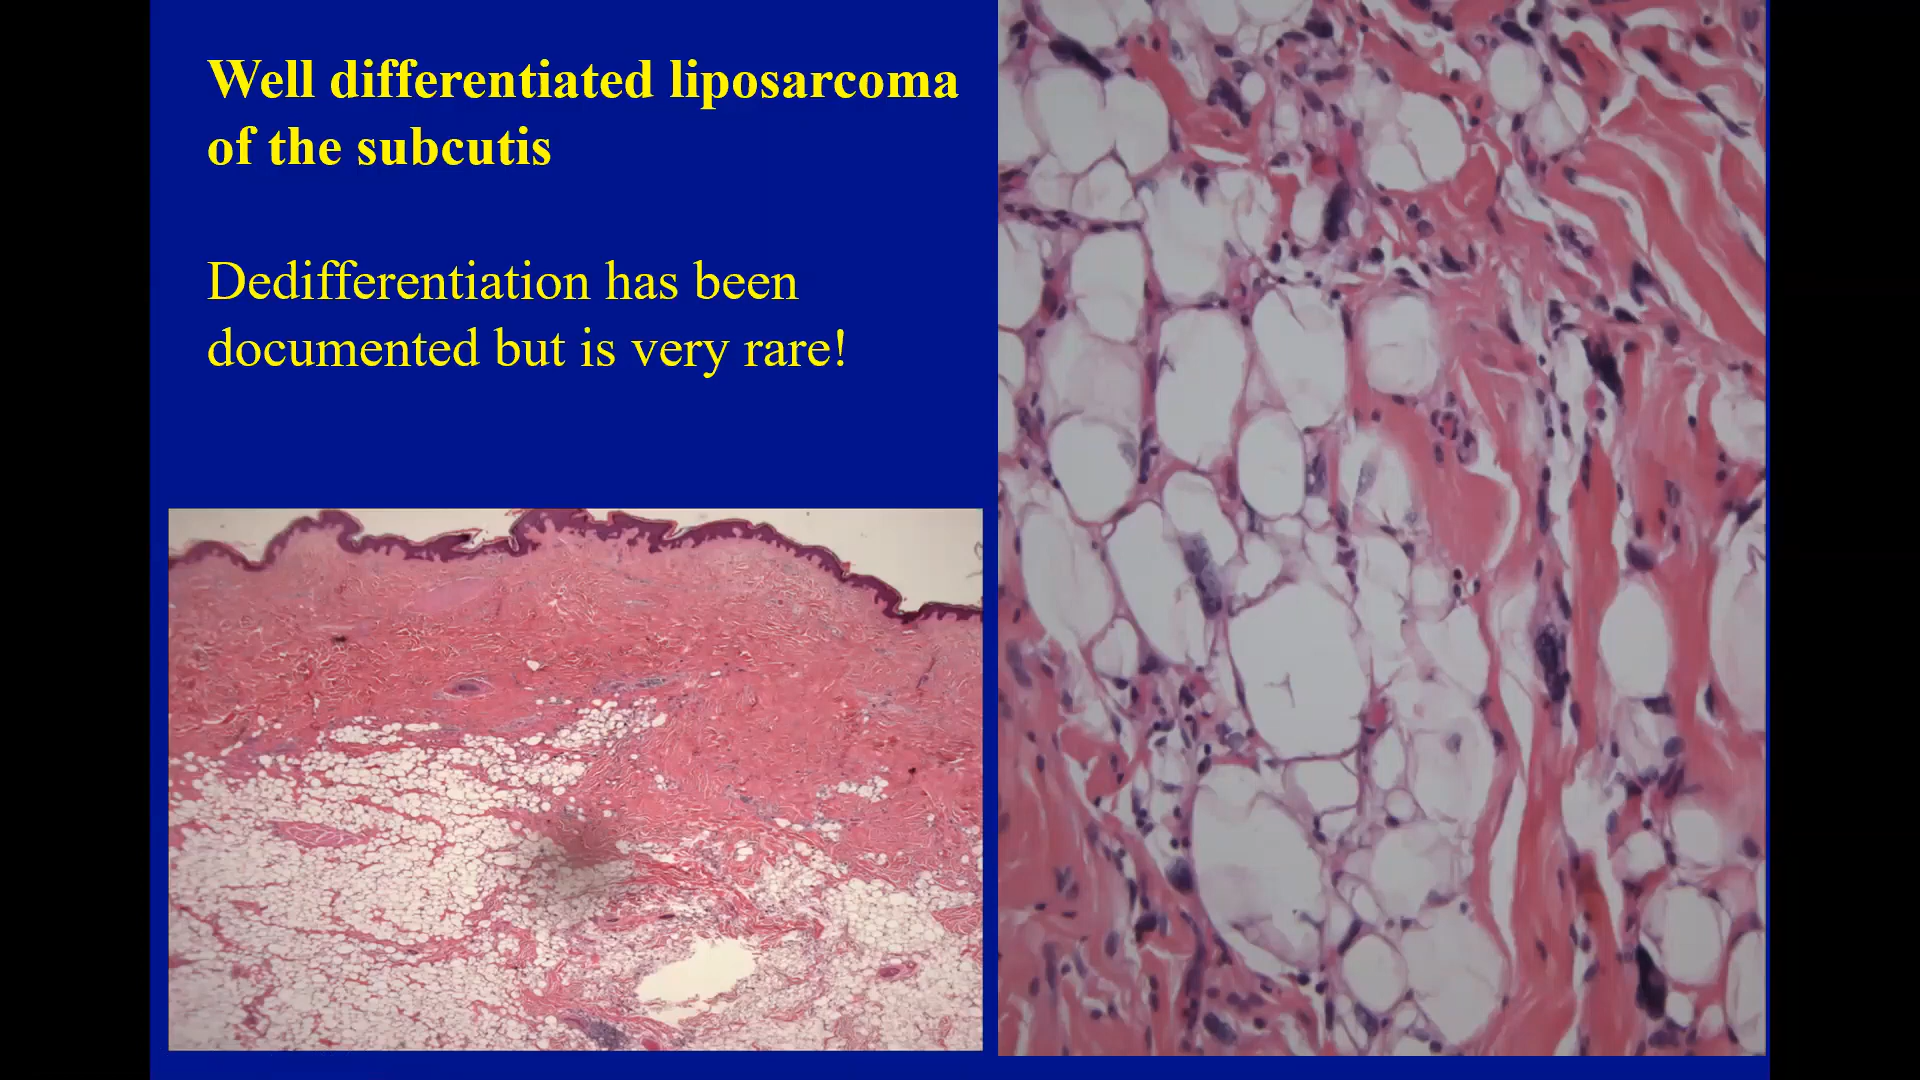 Well differentiated liposarcoma
of the subcutis
Dedifferentiation has been
documented but is very rare!